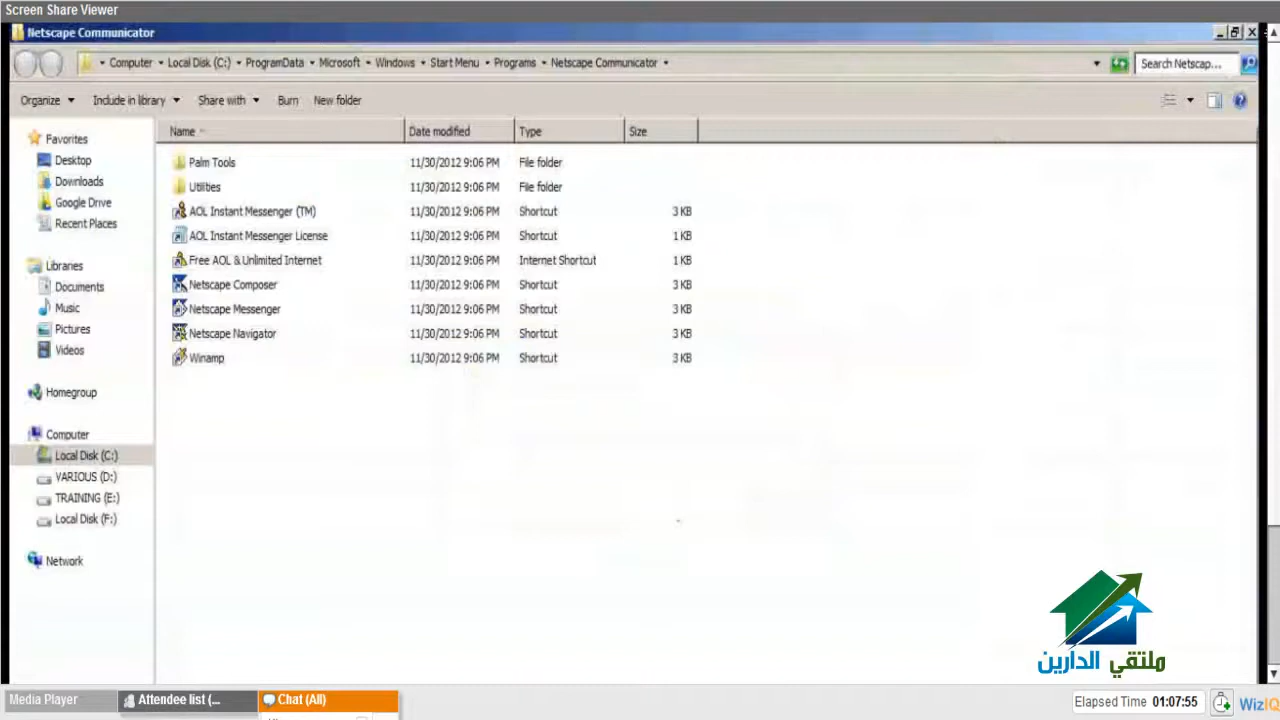 Screen Share Viewer
Netscape Communicator
Computer Local Disk (C:) ProgramData Microsoft Windows Start Menu Programs Netscape Communicator Search Netscap...
Organize Include in library Share with Burn New folder
Name Date modified Type Size
Favorites
Desktop
Downloads
Google Drive
Recent Places
Libraries
Documents
Music
Pictures
Videos
Homegroup
Computer
Local Disk (C:)
VARIOUS (D:)
TRAINING (E:)
Local Disk (F:)
Network
Palm Tools 11/30/2012 9:06 PM File folder
Utilities 11/30/2012 9:06 PM File folder
AOL Instant Messenger (TM) 11/30/2012 9:06 PM Shortcut 3 KB
AOL Instant Messenger License 11/30/2012 9:06 PM Shortcut 1 KB
Free AOL & Unlimited Internet 11/30/2012 9:06 PM Internet Shortcut 1 KB
Netscape Composer 11/30/2012 9:06 PM Shortcut 3 KB
Netscape Messenger 11/30/2012 9:06 PM Shortcut 3 KB
Netscape Navigator 11/30/2012 9:06 PM Shortcut 3 KB
Winamp 11/30/2012 9:06 PM Shortcut 3 KB
ملتقي الدارين
Media Player Attendee list (... Chat (All) Elapsed Time 01:07:55 WizIQ